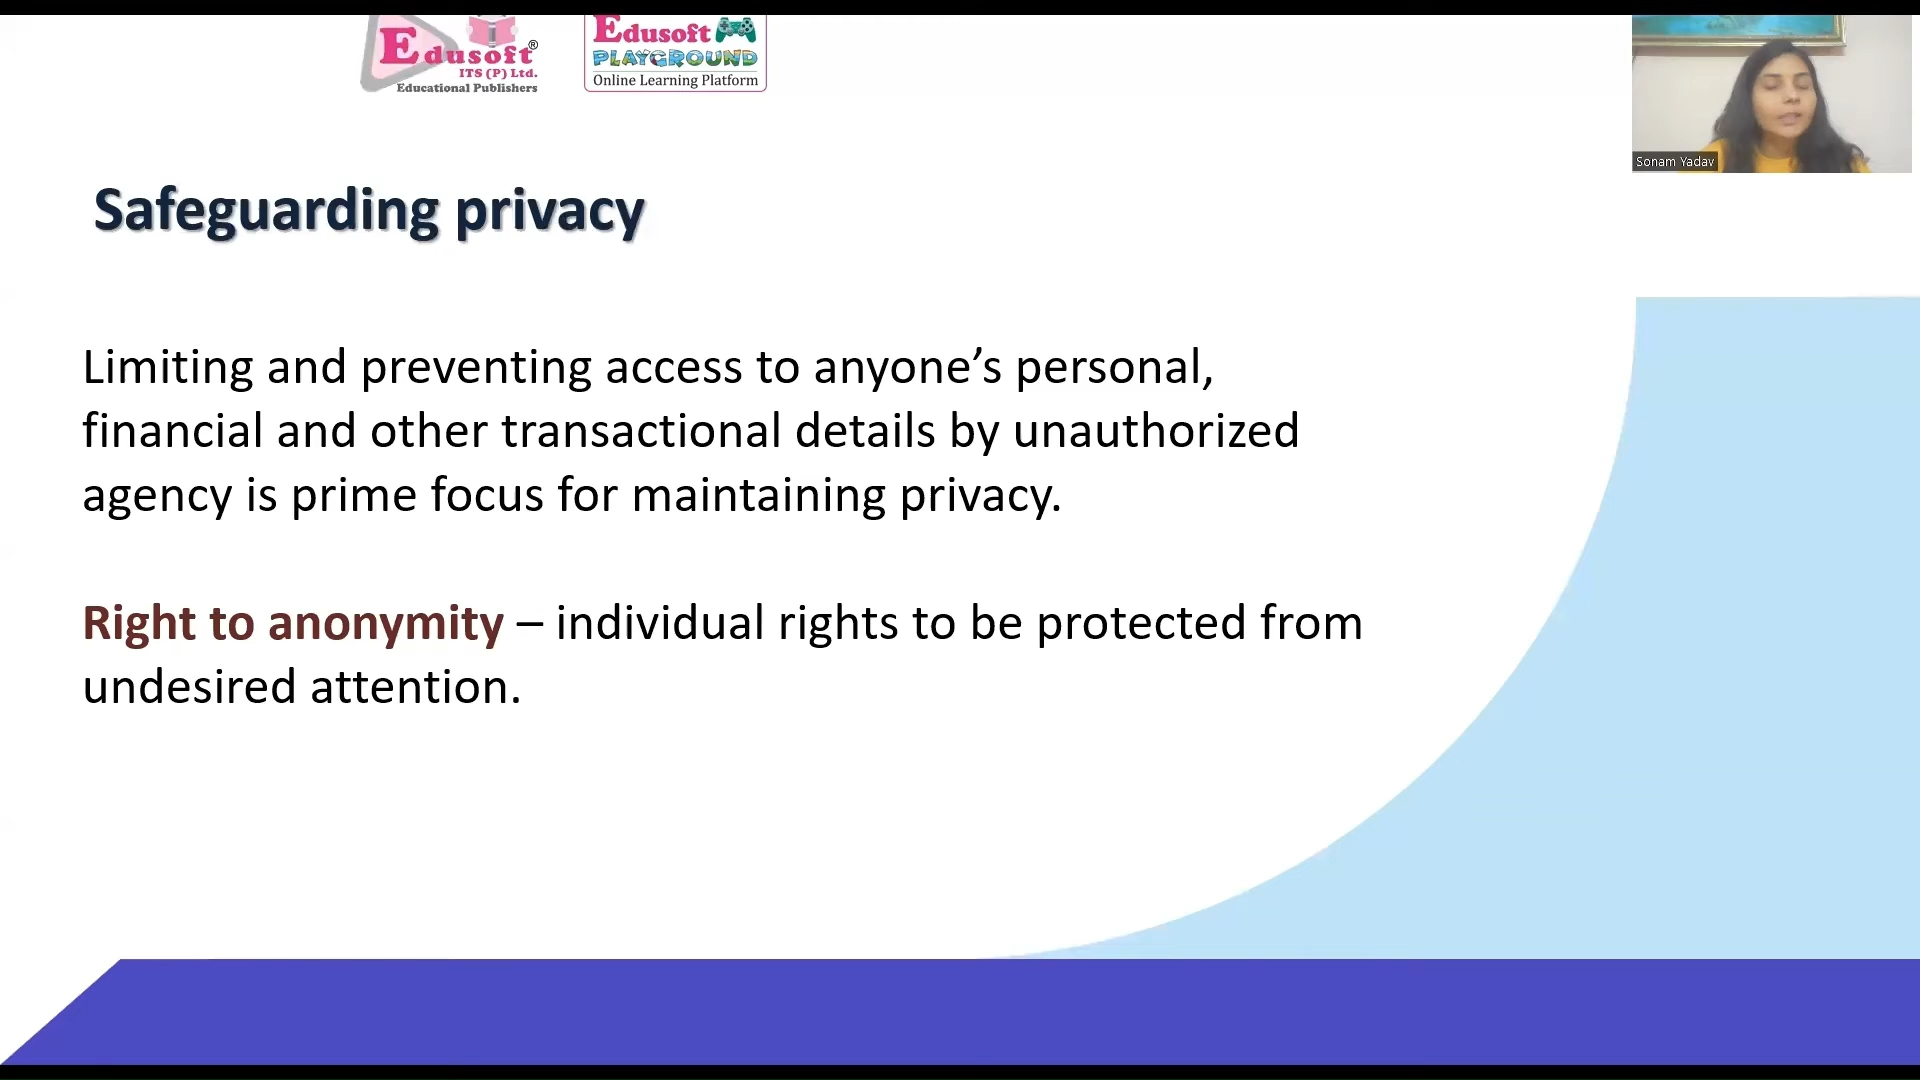 Edusoft®
ITS (P) Ltd.
Educational Publishers
Edusoft
PLAYGROUND
Online Learning Platform
Sonam Yadav
Safeguarding privacy
Limiting and preventing access to anyone’s personal,
financial and other transactional details by unauthorized
agency is prime focus for maintaining privacy.
Right to anonymity – individual rights to be protected from
undesired attention.